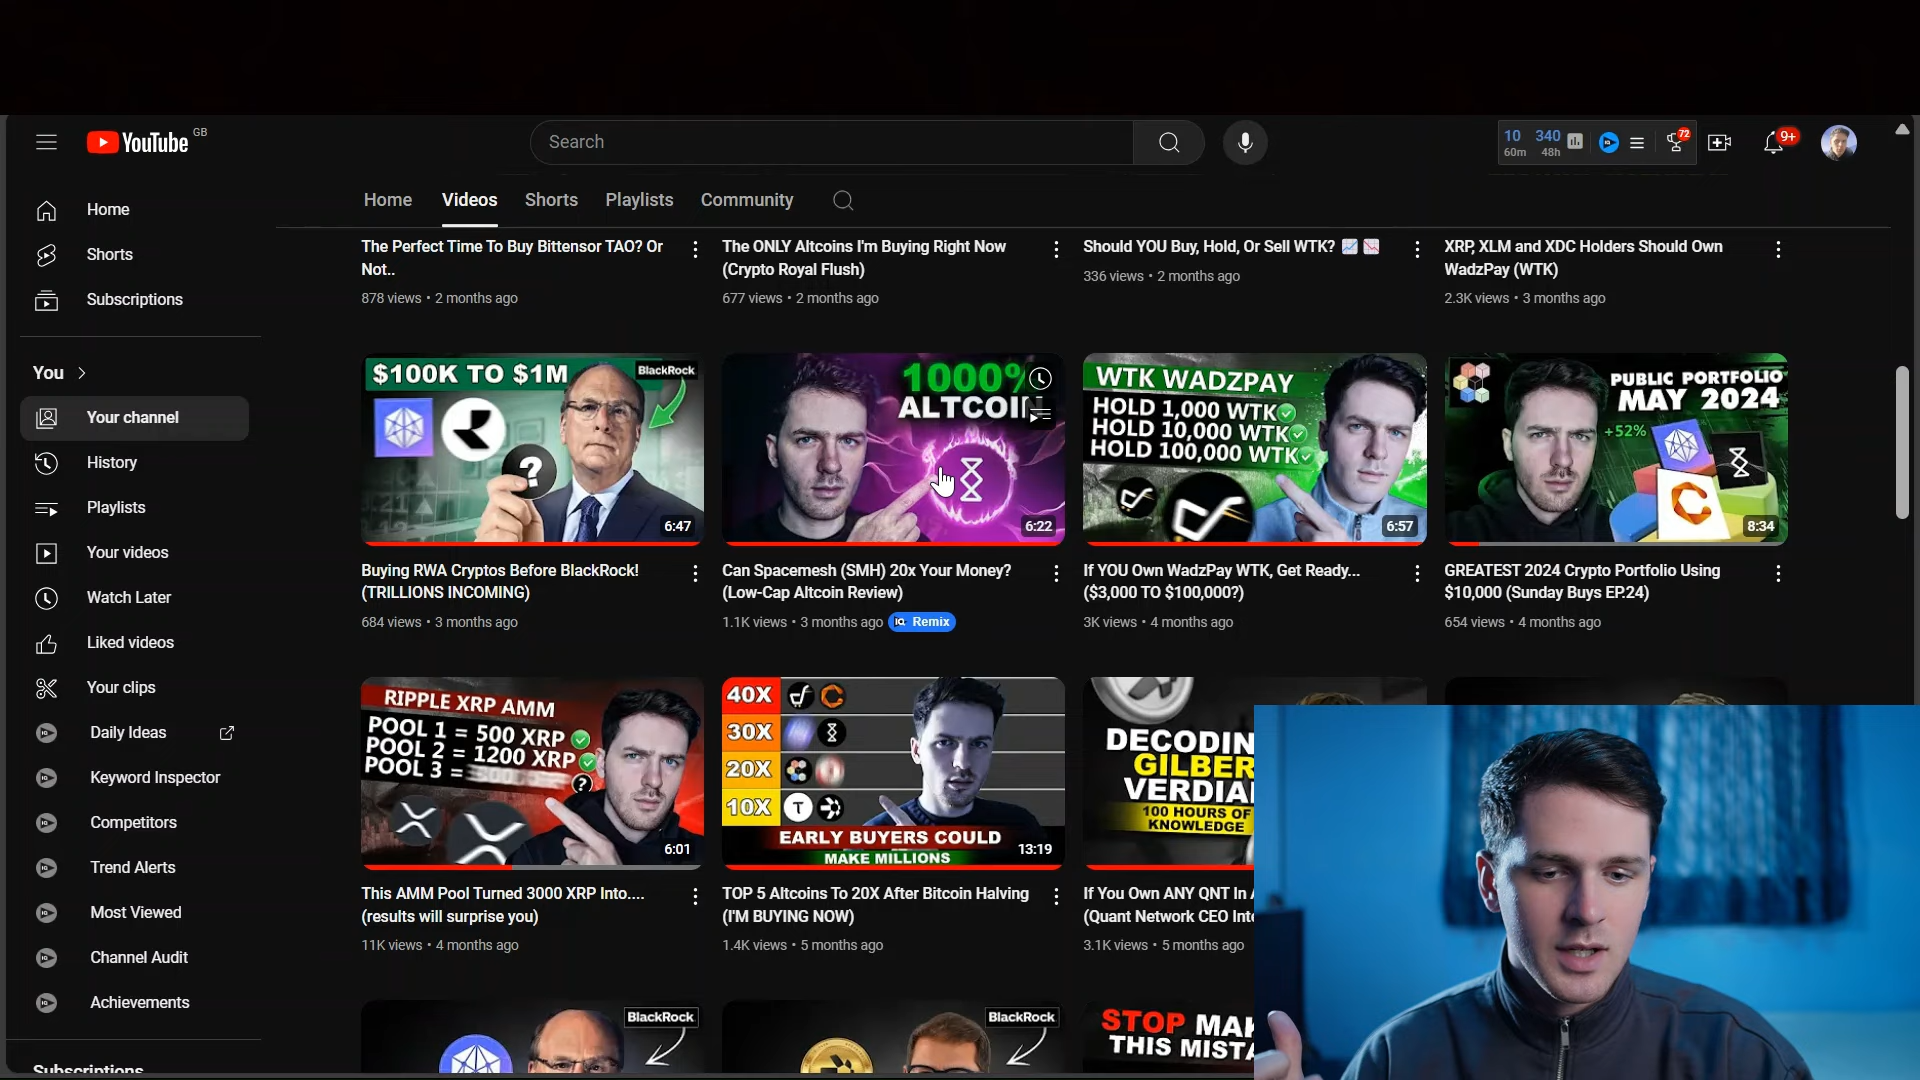 YouTube GB
Search
10 60m
340 48h
72
9+
Home
Shorts
Subscriptions
You
Your channel
History
Playlists
Your videos
Watch Later
Liked videos
Your clips
Daily Ideas
Keyword Inspector
Competitors
Trend Alerts
Most Viewed
Channel Audit
Achievements
Subscriptions
Home Videos Shorts Playlists Community
The Perfect Time To Buy Bittensor TAO? Or
Not..
878 views • 2 months ago
The ONLY Altcoins I'm Buying Right Now
(Crypto Royal Flush)
677 views • 2 months ago
Should YOU Buy, Hold, Or Sell WTK? 📈 📉
336 views • 2 months ago
XRP, XLM and XDC Holders Should Own
WadzPay (WTK)
2.3K views • 3 months ago
$100K TO $1M
BlackRock
?
6:47
Buying RWA Cryptos Before BlackRock!
(TRILLIONS INCOMING)
684 views • 3 months ago
1000%
ALTCOIN
6:22
Can Spacemesh (SMH) 20x Your Money?
(Low-Cap Altcoin Review)
1.1K views • 3 months ago
IQ Remix
WTK WADZPAY
HOLD 1,000 WTK
HOLD 10,000 WTK
HOLD 100,000 WTK
6:57
If YOU Own WadzPay WTK, Get Ready...
($3,000 TO $100,000?)
3K views • 4 months ago
PUBLIC PORTFOLIO
MAY 2024
+52%
8:34
GREATEST 2024 Crypto Portfolio Using
$10,000 (Sunday Buys EP.24)
654 views • 4 months ago
RIPPLE XRP AMM
POOL 1 = 500 XRP
POOL 2 = 1200 XRP
POOL 3 =
?
6:01
This AMM Pool Turned 3000 XRP Into....
(results will surprise you)
11K views • 4 months ago
40X
30X
20X
10X
T
EARLY BUYERS COULD
MAKE MILLIONS
13:19
TOP 5 Altcoins To 20X After Bitcoin Halving
(I'M BUYING NOW)
1.4K views • 5 months ago
DECODIN
GILBER
VERDIA
100 HOURS OF
KNOWLEDGE
If You Own ANY QNT In
(Quant Network CEO Int
3.1K views • 5 months ago
BlackRock
BlackRock
STOP MAK
THIS MISTA